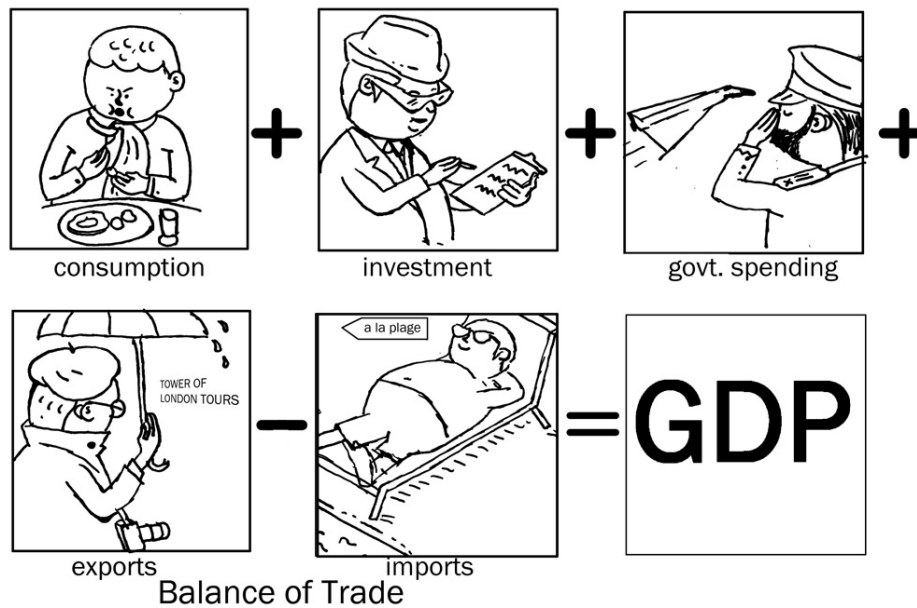 +
+
+
consumption
investment
govt. spending
a la plage
TOWER OF
LONDON TOURS
−
=
GDP
exports
imports
Balance of Trade